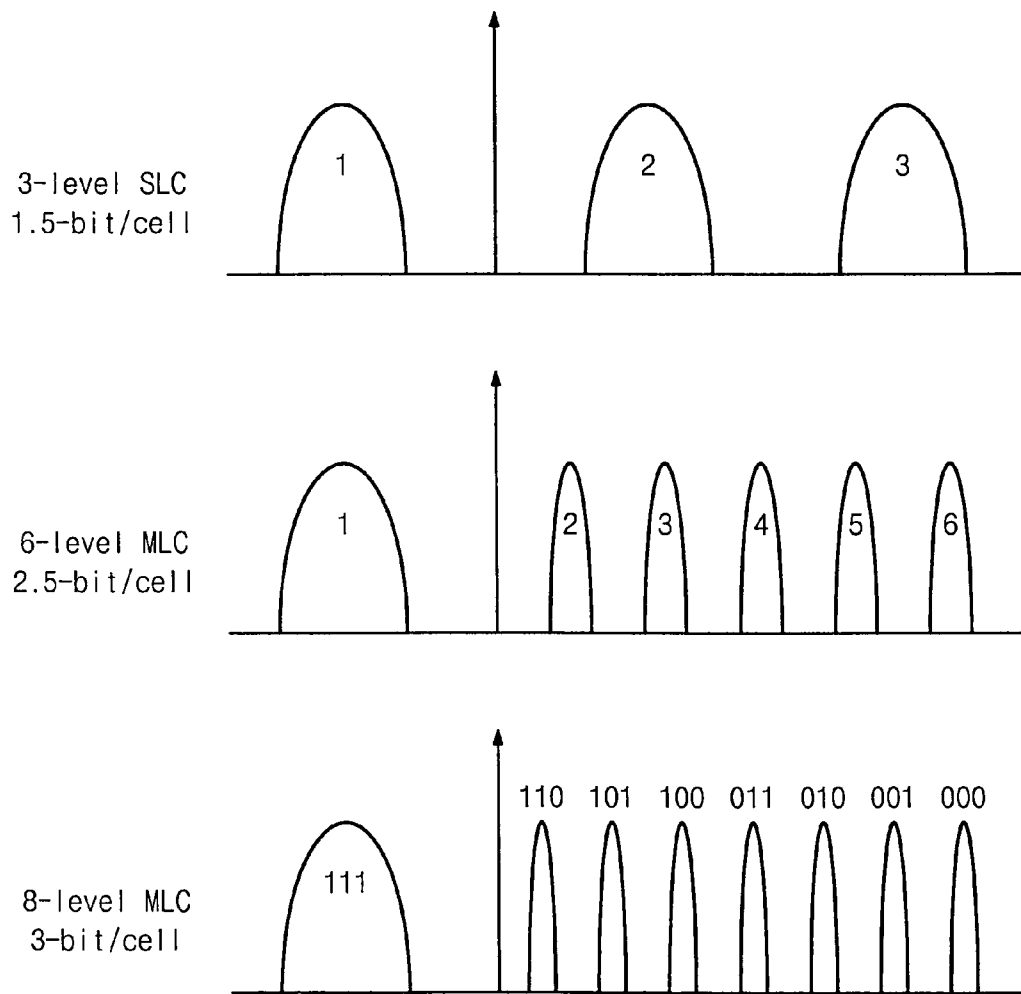 1 2 3
3-level SLC
1.5-bit/cell
1 2 3 4 5 6
6-level MLC
2.5-bit/cell
110 101 100 011 010 001 000
111
8-level MLC
3-bit/cell